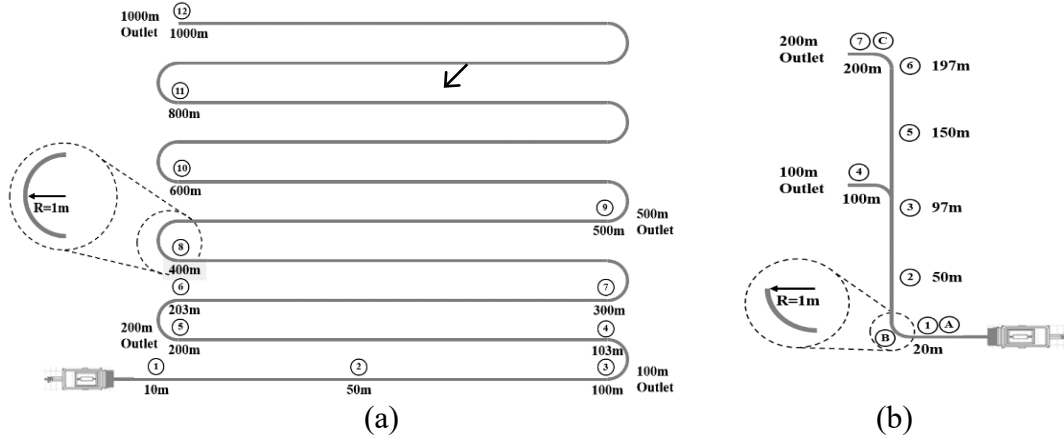 ⑫
1000m
Outlet
1000m
⑪
800m
⑩
600m
R=1m
⑨
500m
500m
Outlet
⑧
400m
⑥
203m
⑦
300m
200m
Outlet
⑤
200m
④
103m
①
10m
②
50m
③
100m
100m
Outlet
(a)
⑦ Ⓒ
200m
Outlet
200m
⑥ 197m
⑤ 150m
④
100m
Outlet
100m
③ 97m
② 50m
R=1m
① Ⓐ
Ⓑ
20m
(b)